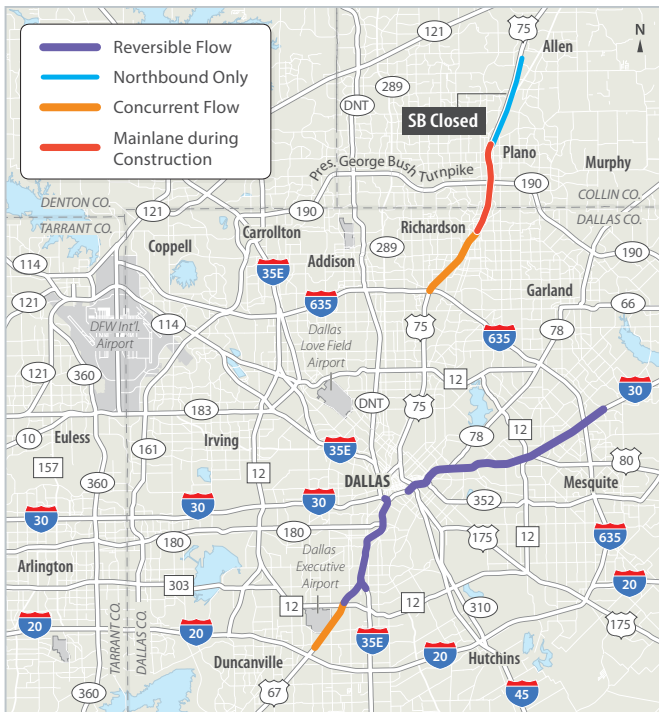 Reversible Flow
Northbound Only
Concurrent Flow
Mainlane during
Construction
121
75
Allen
N
289
DNT
SB Closed
Plano
Murphy
Pres. George Bush Turnpike
190
COLLIN CO.
DALLAS CO.
DENTON CO.
TARRANT CO.
121
190
Richardson
Carrollton
Coppell
289
Addison
35E
190
114
635
Garland
121
66
DFW Int'l.
Airport
114
Dallas
Love Field
Airport
75
635
78
121
360
12
30
DNT
75
183
10
Euless
161
Irving
35E
78
12
80
157
12
DALLAS
Mesquite
360
30
30
30
352
180
175
635
180
12
Arlington
Dallas
Executive
Airport
303
20
12
12
310
20
20
35E
175
TARRANT CO.
DALLAS CO.
Duncanville
20
Hutchins
67
360
45